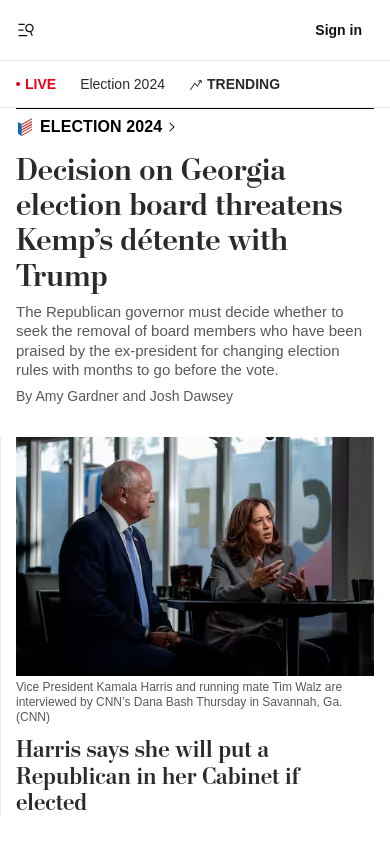 Sign in
LIVE Election 2024 TRENDING
ELECTION 2024
Decision on Georgia
election board threatens
Kemp’s détente with
Trump
The Republican governor must decide whether to
seek the removal of board members who have been
praised by the ex-president for changing election
rules with months to go before the vote.
By Amy Gardner and Josh Dawsey
CAFE
Vice President Kamala Harris and running mate Tim Walz are
interviewed by CNN’s Dana Bash Thursday in Savannah, Ga.
(CNN)
Harris says she will put a
Republican in her Cabinet if
elected